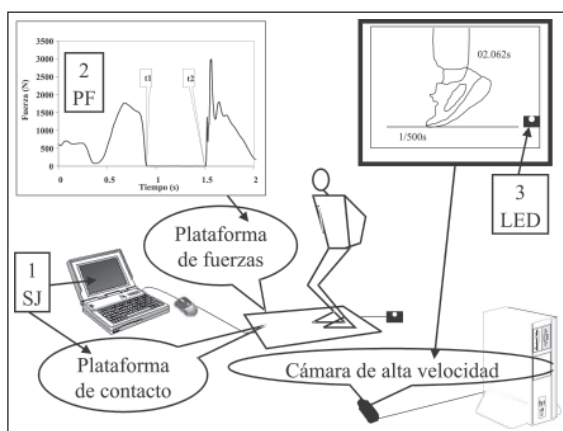 Fuerza (N)
3500
3000
2500
2000
1500
1000
500
0
2
PF
t1
t2
0
0.5
1
1.5
2
Tiempo (s)
02.062s
1/500s
3
LED
Plataforma
de fuerzas
1
SJ
Plataforma
de contacto
Cámara de alta velocidad